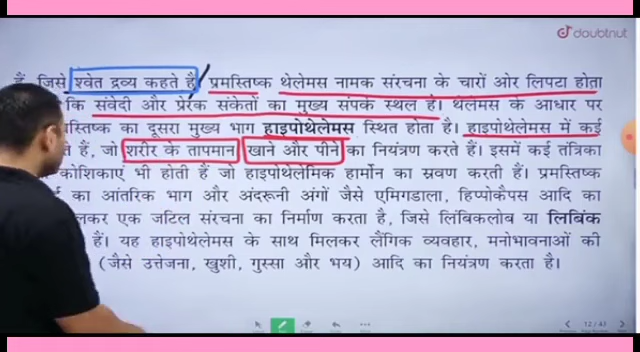 doubtnut
हैं, जिसे श्वेत द्रव्य कहते हैं प्रमस्तिष्क थेलेमस नामक संरचना के चारों ओर लिपटा होता
कि संवेदी और प्रेरक संकेतों का मुख्य संपर्क स्थल है। थेलेमस के आधार पर
स्तिष्क का दूसरा मुख्य भाग हाइपोथेलेमस स्थित होता है। हाइपोथेलेमस में कई
हैं, जो शरीर के तापमान खाने और पीने का नियंत्रण करते हैं। इसमें कई तंत्रिका
कोशिकाएं भी होती हैं जो हाइपोथेलेमिक हार्मोन का स्रवण करती हैं। प्रमस्तिष्क
का आंतरिक भाग और अंदरूनी अंगों जैसे एमिगडाला, हिप्पोकैपस आदि का
लकर एक जटिल संरचना का निर्माण करता है, जिसे लिंबिकलोब या लिबिंक
हैं। यह हाइपोथेलेमस के साथ मिलकर लैंगिक व्यवहार, मनोभावनाओं की
(जैसे उत्तेजना, खुशी, गुस्सा और भय) आदि का नियंत्रण करता है।
12 / 43